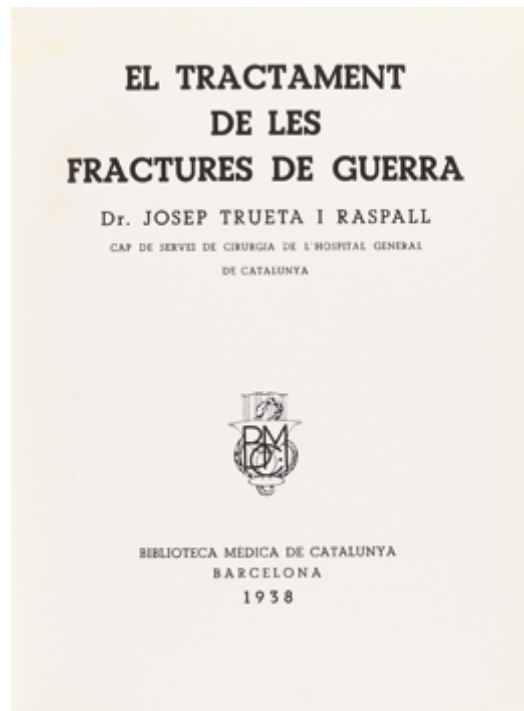 EL TRACTAMENT
DE LES
FRACTURES DE GUERRA
Dr. JOSEP TRUETA I RASPALL
CAP DE SERVEI DE CIRURGIA DE L'HOSPITAL GENERAL
DE CATALUNYA
BIBLIOTECA MÈDICA DE CATALUNYA
BARCELONA
1938